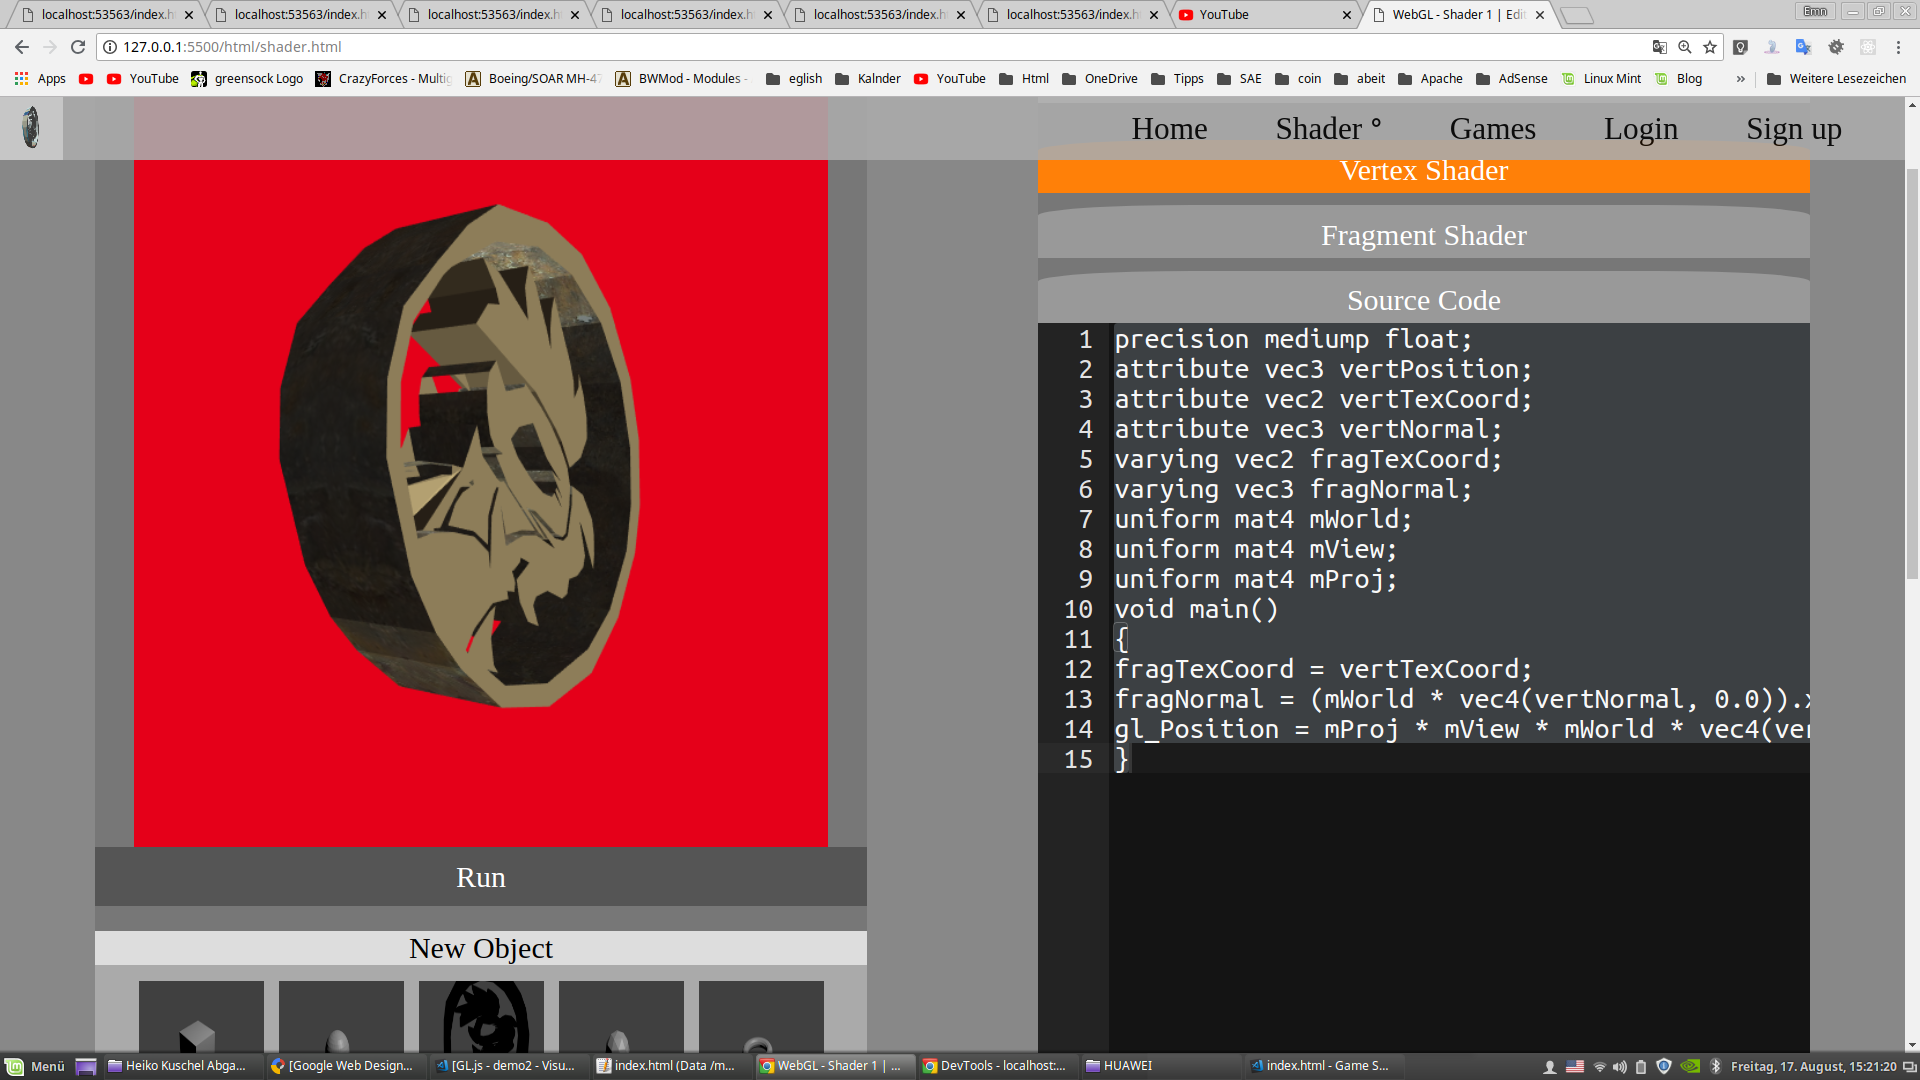 localhost:53563/index.h
localhost:53563/index.h
localhost:53563/index.h
localhost:53563/index.h
localhost:53563/index.h
localhost:53563/index.h
YouTube
WebGL - Shader 1 | Edit
Emn
127.0.0.1:5500/html/shader.html
Apps
YouTube
greensock Logo
CrazyForces - Multig
Boeing/SOAR MH-47
BWMod - Modules -
eglish
Kalnder
YouTube
Html
OneDrive
Tipps
SAE
coin
abeit
Apache
AdSense
Linux Mint
Blog
»
Weitere Lesezeichen
Home
Shader °
Games
Login
Sign up
Vertex Shader
Fragment Shader
Source Code
1 precision mediump float;
2 attribute vec3 vertPosition;
3 attribute vec2 vertTexCoord;
4 attribute vec3 vertNormal;
5 varying vec2 fragTexCoord;
6 varying vec3 fragNormal;
7 uniform mat4 mWorld;
8 uniform mat4 mView;
9 uniform mat4 mProj;
10 void main()
11 {
12 fragTexCoord = vertTexCoord;
13 fragNormal = (mWorld * vec4(vertNormal, 0.0)).x
14 gl_Position = mProj * mView * mWorld * vec4(ver
15 }
Run
New Object
Menü
Heiko Kuschel Abga...
[Google Web Design...
[GL.js - demo2 - Visu...
index.html (Data /m...
WebGL - Shader 1 | ...
DevTools - localhost:...
HUAWEI
index.html - Game S...
Freitag, 17. August, 15:21:20